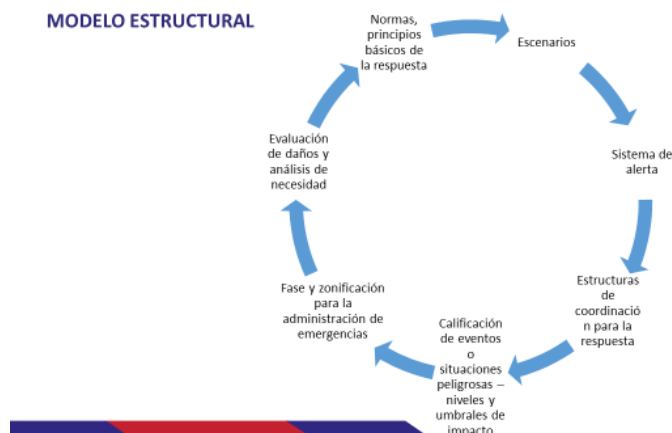 MODELO ESTRUCTURAL
Normas,
principios
básicos de
la respuesta
Escenarios
Sistema de
alerta
Estructuras
de
coordinació
n para la
respuesta
Calificación
de eventos
o
situaciones
peligrosas –
niveles y
umbrales de
impacto
Fase y zonificación
para la
administración de
emergencias
Evaluación
de daños y
análisis de
necesidad